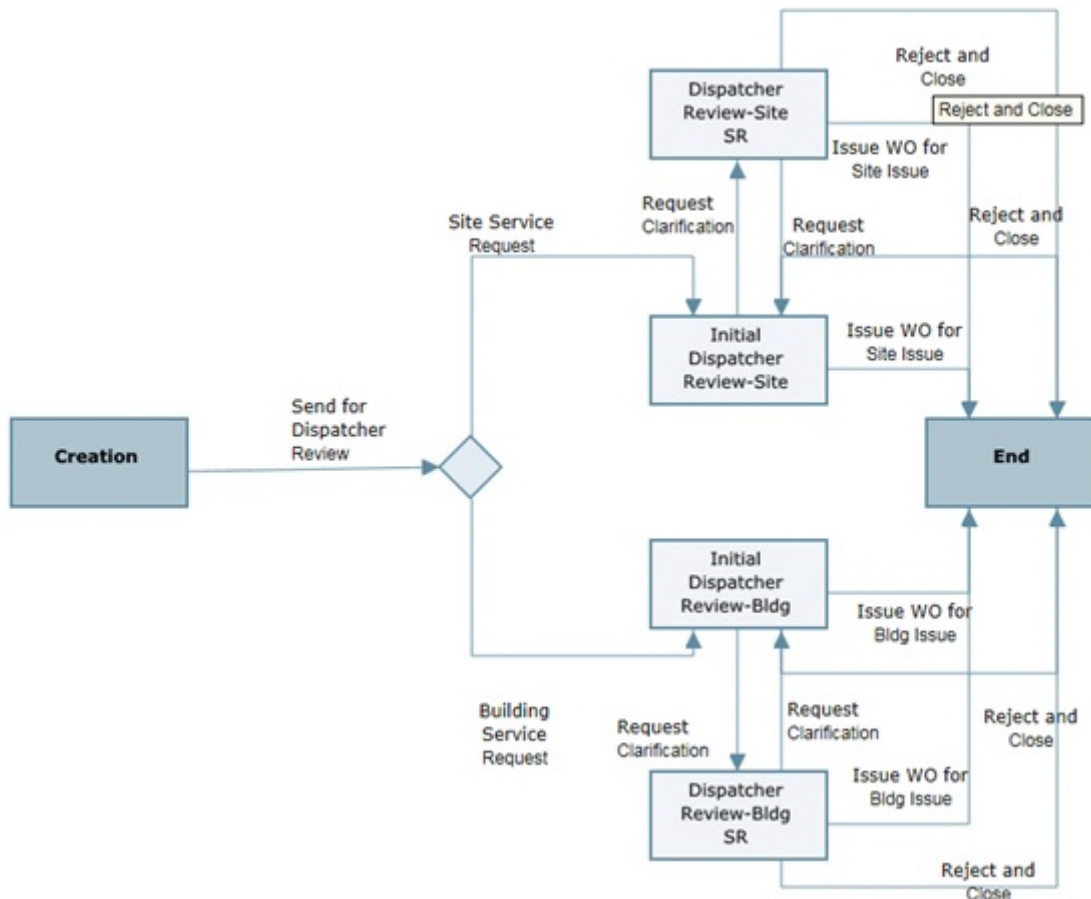 Reject and
Close
Reject and Close
Dispatcher
Review-Site
SR
Issue WO for
Site Issue
Request
Clarification
Request
Clarification
Reject and
Close
Site Service
Request
Initial
Dispatcher
Review-Site
Issue WO for
Site Issue
Send for
Dispatcher
Review
Creation
End
Initial
Dispatcher
Review-Bldg
Issue WO for
Bldg Issue
Building
Service
Request
Request
Clarification
Request
Clarification
Reject and
Close
Dispatcher
Review-Bldg
SR
Issue WO for
Bldg Issue
Reject and
Close